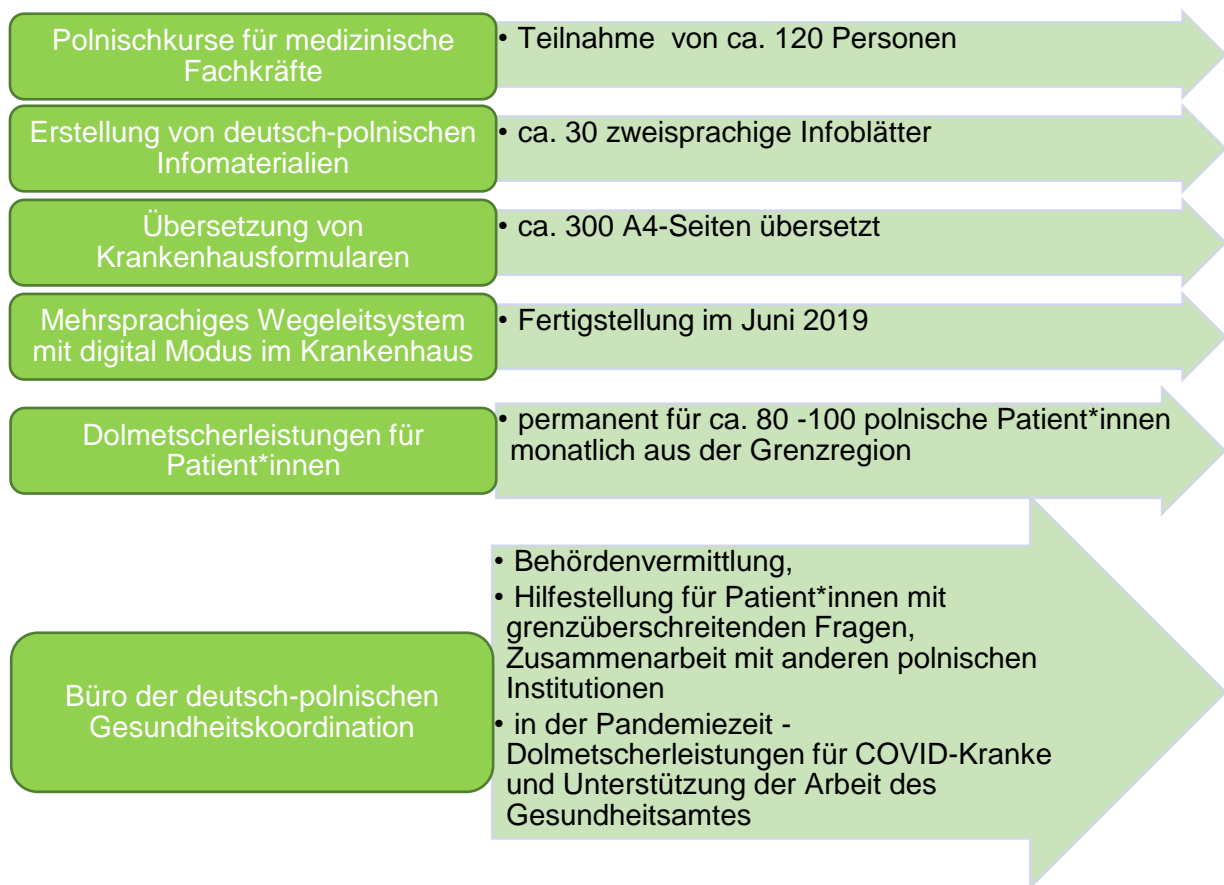 Polnischkurse für medizinische
Fachkräfte
• Teilnahme von ca. 120 Personen
Erstellung von deutsch-polnischen
Infomaterialien
• ca. 30 zweisprachige Infoblätter
Übersetzung von
Krankenhausformularen
• ca. 300 A4-Seiten übersetzt
Mehrsprachiges Wegeleitsystem
mit digital Modus im Krankenhaus
• Fertigstellung im Juni 2019
Dolmetscherleistungen für
Patient*innen
• permanent für ca. 80 -100 polnische Patient*innen
monatlich aus der Grenzregion
Büro der deutsch-polnischen
Gesundheitskoordination
• Behördenvermittlung,
• Hilfestellung für Patient*innen mit
grenzüberschreitenden Fragen,
Zusammenarbeit mit anderen polnischen
Institutionen
• in der Pandemiezeit -
Dolmetscherleistungen für COVID-Kranke
und Unterstützung der Arbeit des
Gesundheitsamtes